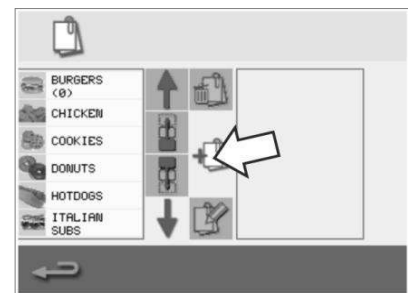 BURGERS
(0)
CHICKEN
COOKIES
DONUTS
HOTDOGS
ITALIAN
SUBS